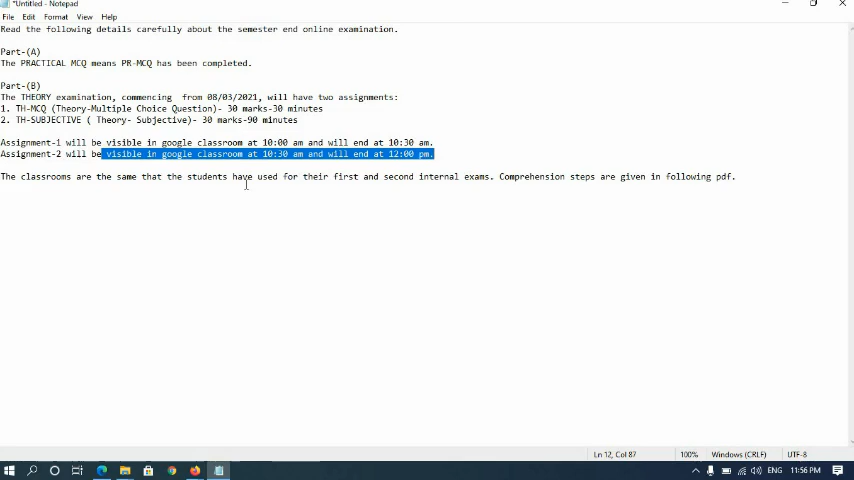 *Untitled - Notepad
File Edit Format View Help
Read the following details carefully about the semester end online examination.
Part-(A)
The PRACTICAL MCQ means PR-MCQ has been completed.
Part-(B)
The THEORY examination, commencing  from 08/03/2021, will have two assignments:
1. TH-MCQ (Theory-Multiple Choice Question)- 30 marks-30 minutes
2. TH-SUBJECTIVE ( Theory- Subjective)- 30 marks-90 minutes
Assignment-1 will be visible in google classroom at 10:00 am and will end at 10:30 am.
Assignment-2 will be visible in google classroom at 10:30 am and will end at 12:00 pm.
The classrooms are the same that the students have used for their first and second internal exams. Comprehension steps are given in following pdf.
Ln 12, Col 87 100% Windows (CRLF) UTF-8
ENG 11:56 PM